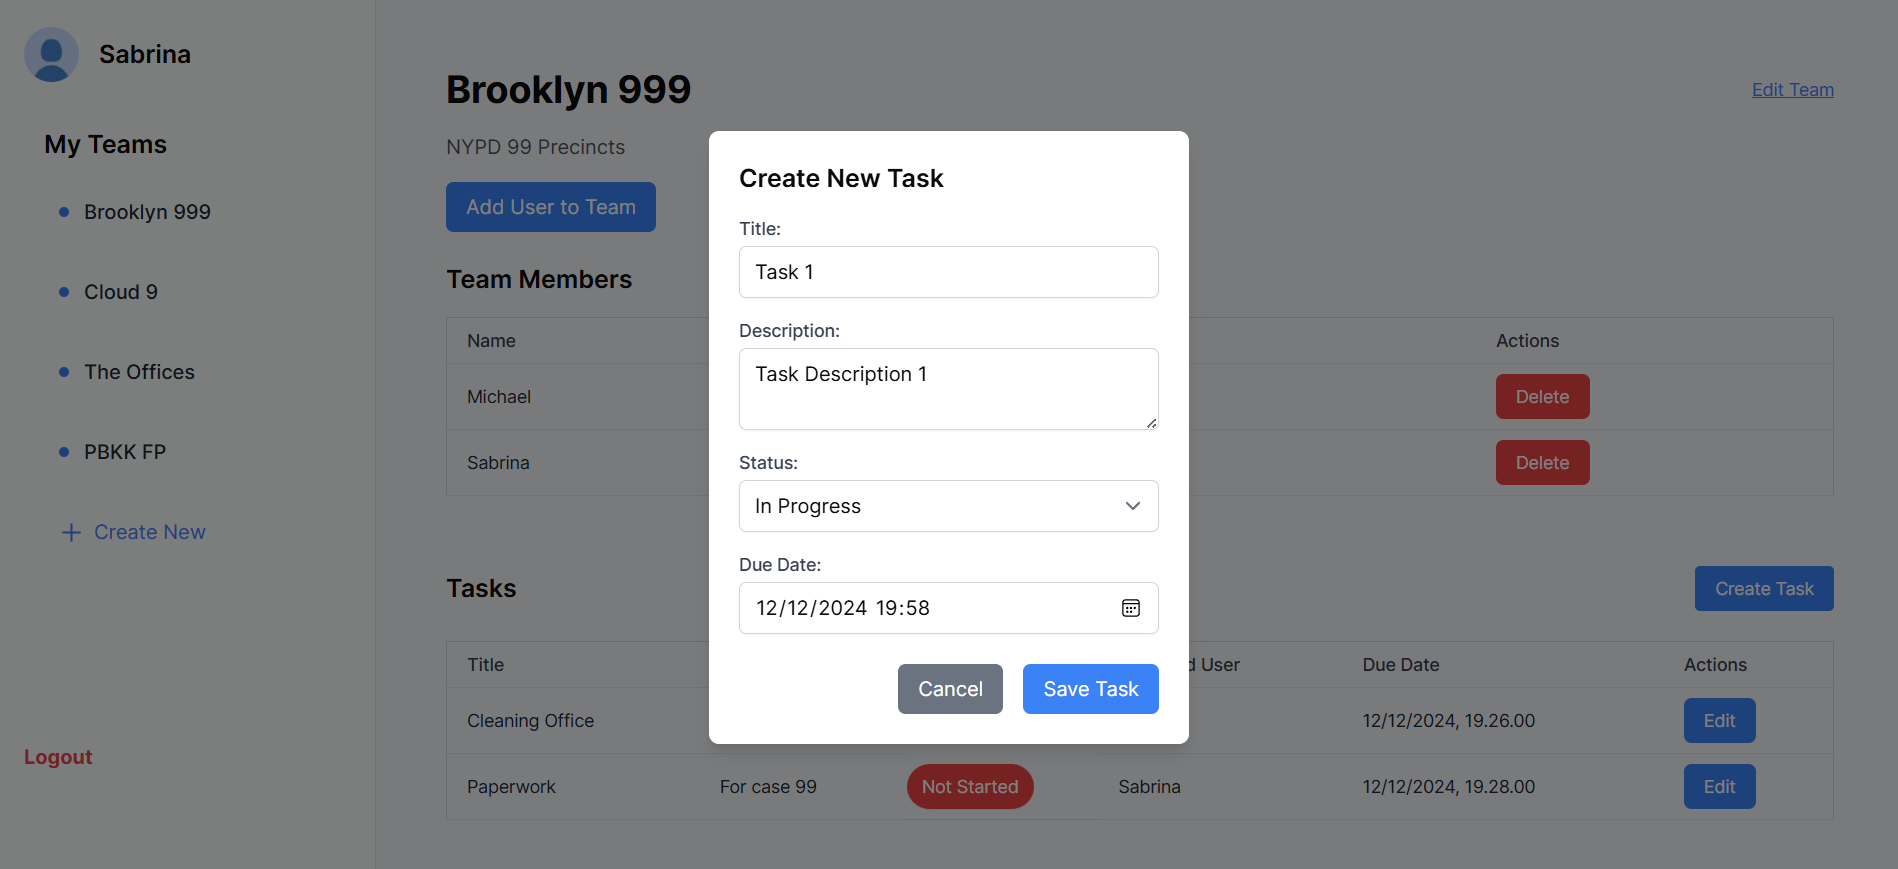 Sabrina
My Teams
Brooklyn 999
Cloud 9
The Offices
PBKK FP
Create New
Logout
Brooklyn 999
Edit Team
NYPD 99 Precincts
Add User to Team
Team Members
Name
Actions
Michael
Delete
Sabrina
Delete
Tasks
Create Task
Title
d User
Due Date
Actions
Cleaning Office
12/12/2024, 19.26.00
Edit
Paperwork
For case 99
Not Started
Sabrina
12/12/2024, 19.28.00
Edit
Create New Task
Title:
Task 1
Description:
Task Description 1
Status:
In Progress
Due Date:
12/12/2024 19:58
Cancel
Save Task